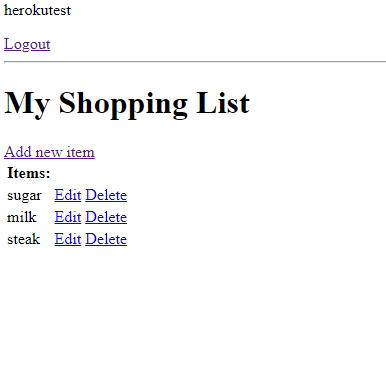 herokutest
Logout
My Shopping List
Add new item
Items:
sugar Edit Delete
milk Edit Delete
steak Edit Delete